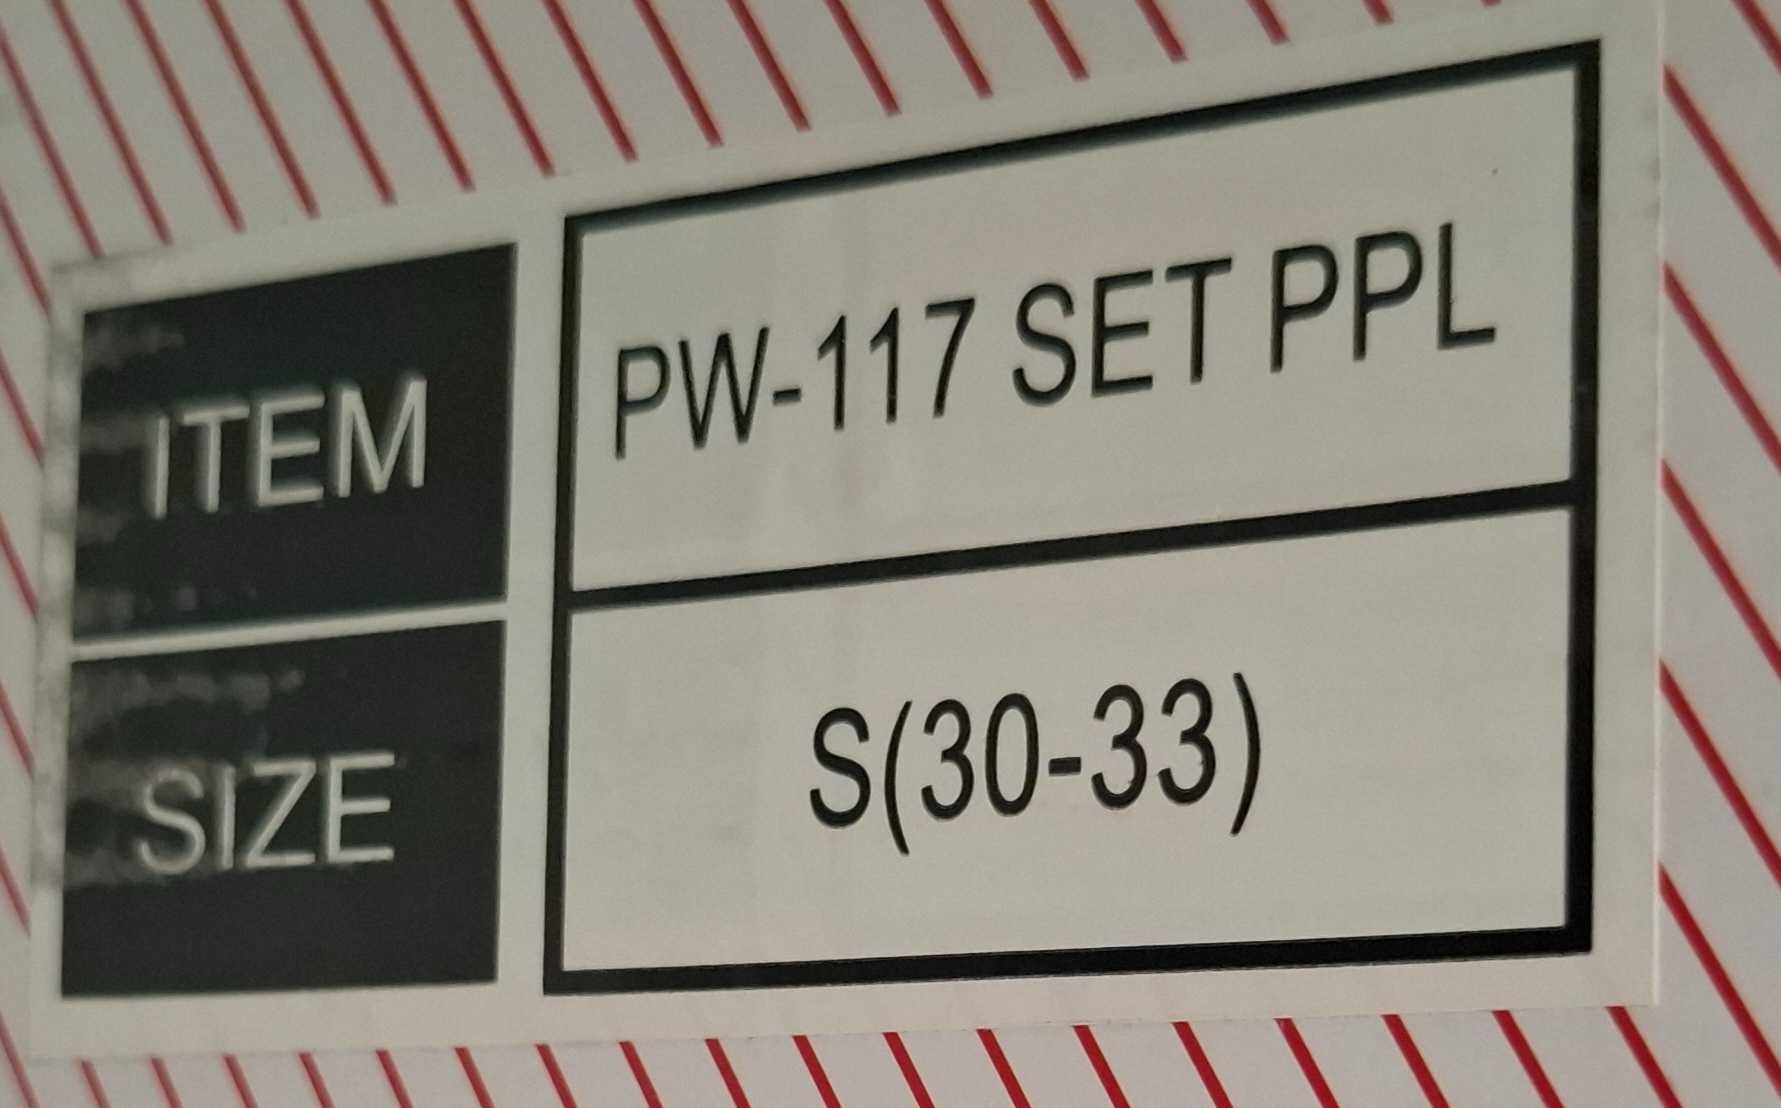 ITEM PW-117 SET PPL
SIZE S(30-33)